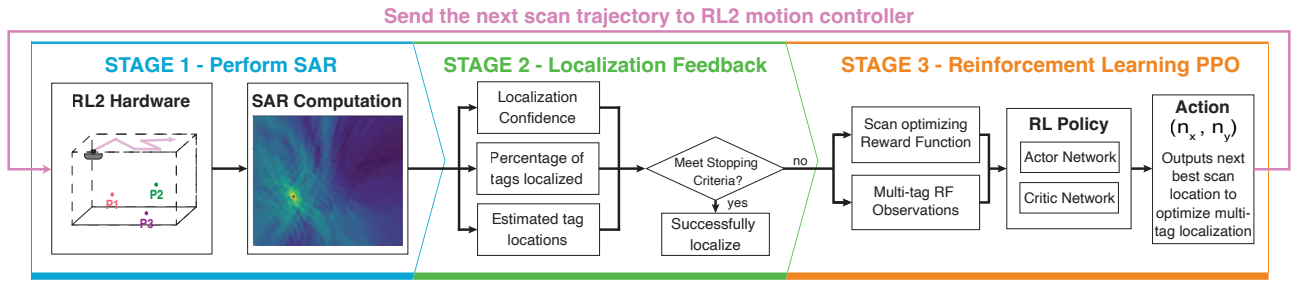 Send the next scan trajectory to RL2 motion controller
STAGE 1 - Perform SAR
RL2 Hardware
P1
P2
P3
SAR Computation
STAGE 2 - Localization Feedback
Localization
Confidence
Percentage of
tags localized
Estimated tag
locations
Meet Stopping
Criteria?
no
yes
Successfully
localize
STAGE 3 - Reinforcement Learning PPO
Scan optimizing
Reward Function
Multi-tag RF
Observations
RL Policy
Actor Network
Critic Network
Action
(nx , ny)
Outputs next
best scan
location to
optimize multi-
tag localization